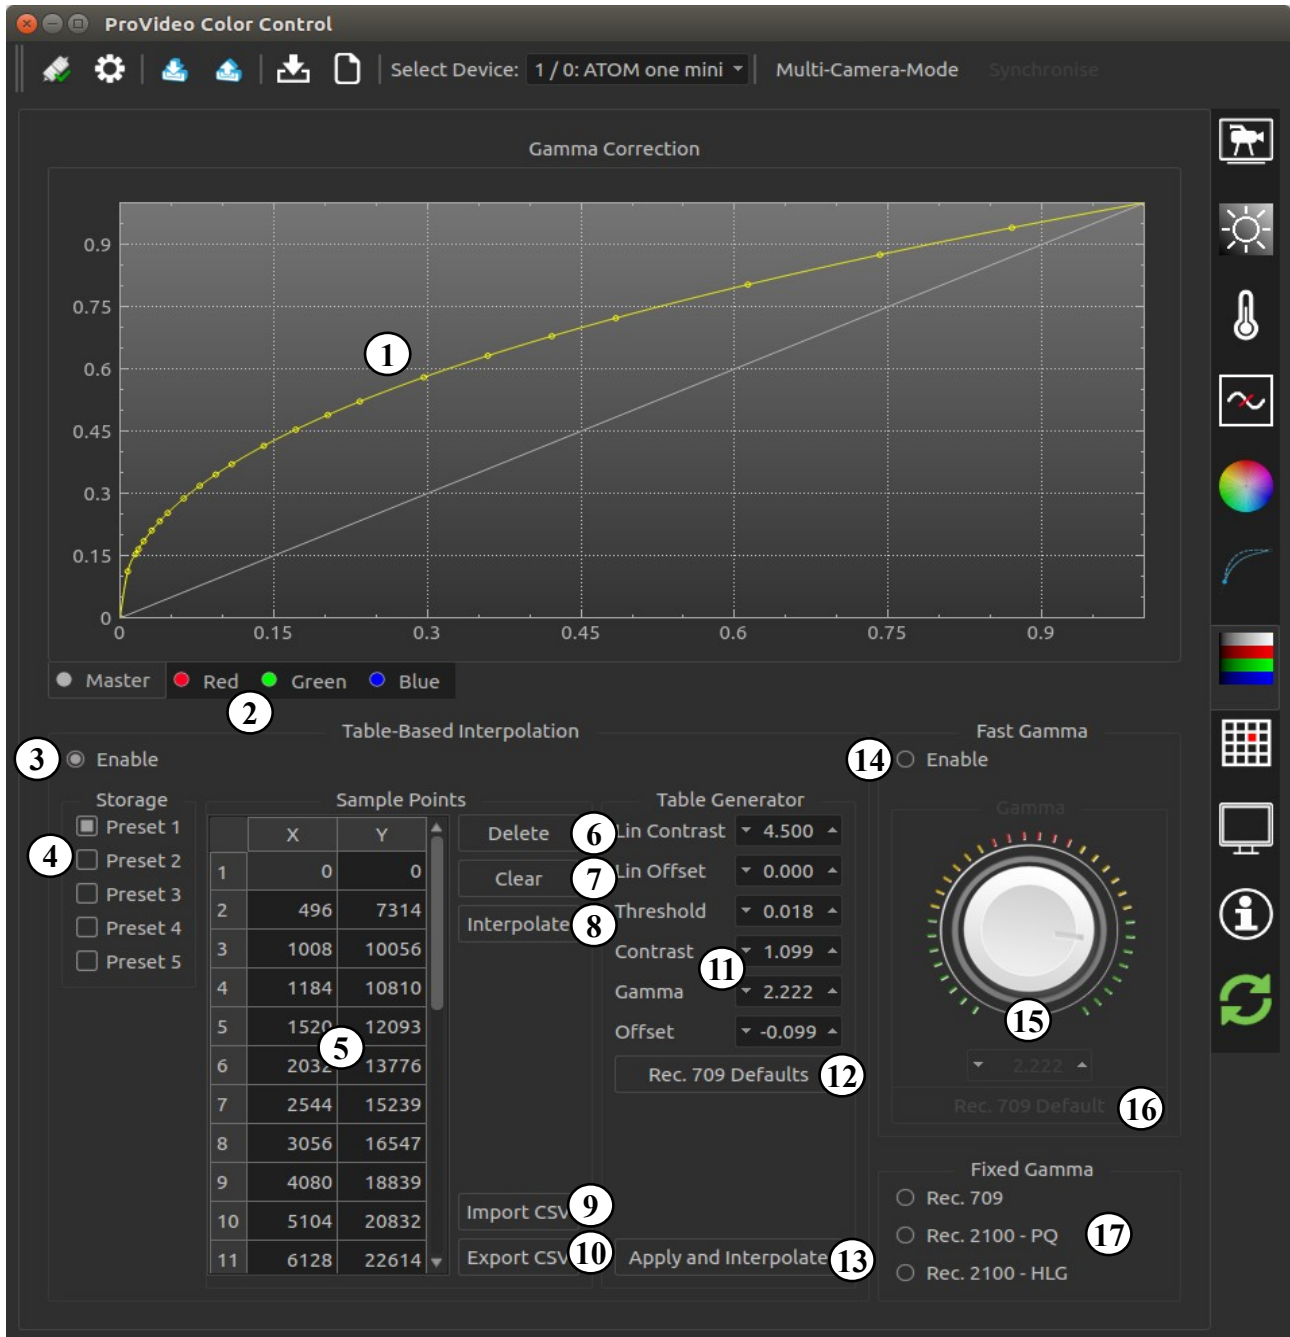 ProVideo Color Control
Select Device: 1 / 0: ATOM one mini Multi-Camera-Mode Synchronise
Gamma Correction
0.9
0.75
0.6
0.45
0.3
0.15
0
0 0.15 0.3 0.45 0.6 0.75 0.9
1
Master Red Green Blue
2
Table-Based Interpolation
3 Enable
Storage
Preset 1
4 Preset 2
Preset 3
Preset 4
Preset 5
Sample Points
X Y
1 0 0
2 496 7314
3 1008 10056
4 1184 10810
5 1520 12093
6 2032 13776
7 2544 15239
8 3056 16547
9 4080 18839
10 5104 20832
11 6128 22614
5
Delete 6
Clear 7
Interpolate 8
Import CSV 9
Export CSV 10
Table Generator
Lin Contrast 4.500
Lin Offset 0.000
Threshold 0.018
Contrast 1.099
11
Gamma 2.222
Offset -0.099
Rec. 709 Defaults 12
Apply and Interpolate 13
Fast Gamma
14 Enable
Gamma
15
2.222
Rec. 709 Default 16
Fixed Gamma
Rec. 709
Rec. 2100 - PQ 17
Rec. 2100 - HLG